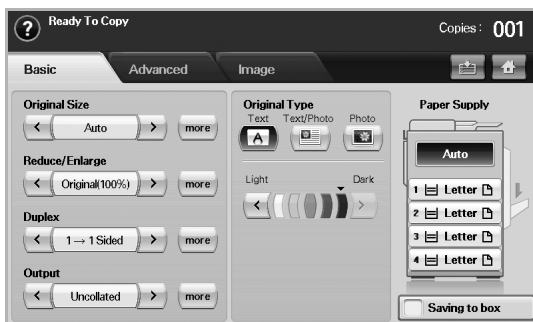 ? Ready To Copy
Copies : 001
Basic Advanced Image
Original Size
< Auto > more
Reduce/Enlarge
< Original(100%) > more
Duplex
< 1 → 1 Sided > more
Output
< Uncollated > more
Original Type
Text Text/Photo Photo
A
Light Dark
< >
Paper Supply
Auto
1 Letter
2 Letter
3 Letter
4 Letter
Saving to box